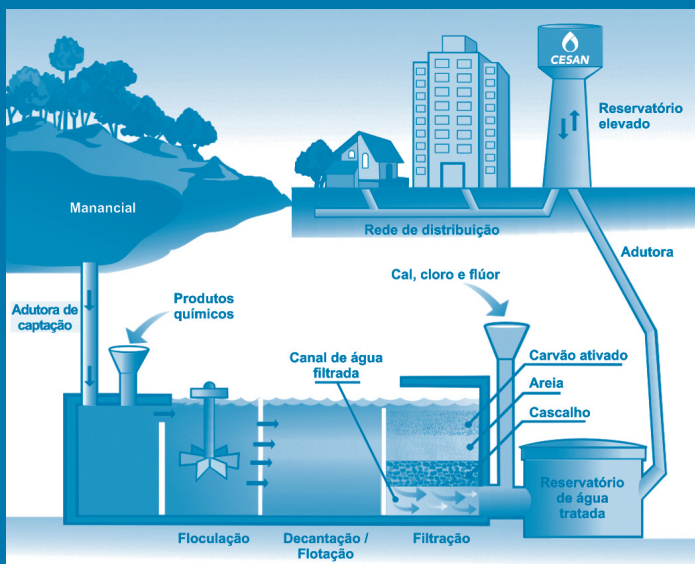 CESAN
Reservatório
elevado
Manancial
Rede de distribuição
Adutora
Cal, cloro e flúor
Produtos
químicos
Adutora de
captação
Canal de água
filtrada
Carvão ativado
Areia
Cascalho
Reservatório
de água
tratada
Floculação
Decantação /
Flotação
Filtração